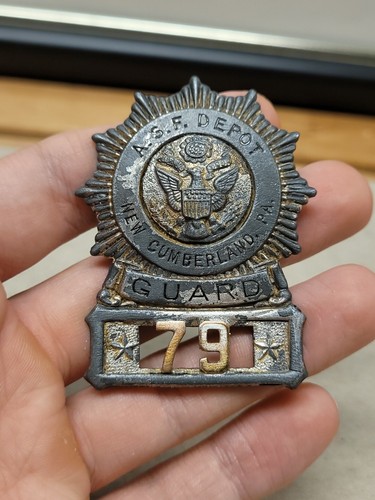 A.S.F. DEPOT
NEW CUMBERLAND, PA.
GUARD
79